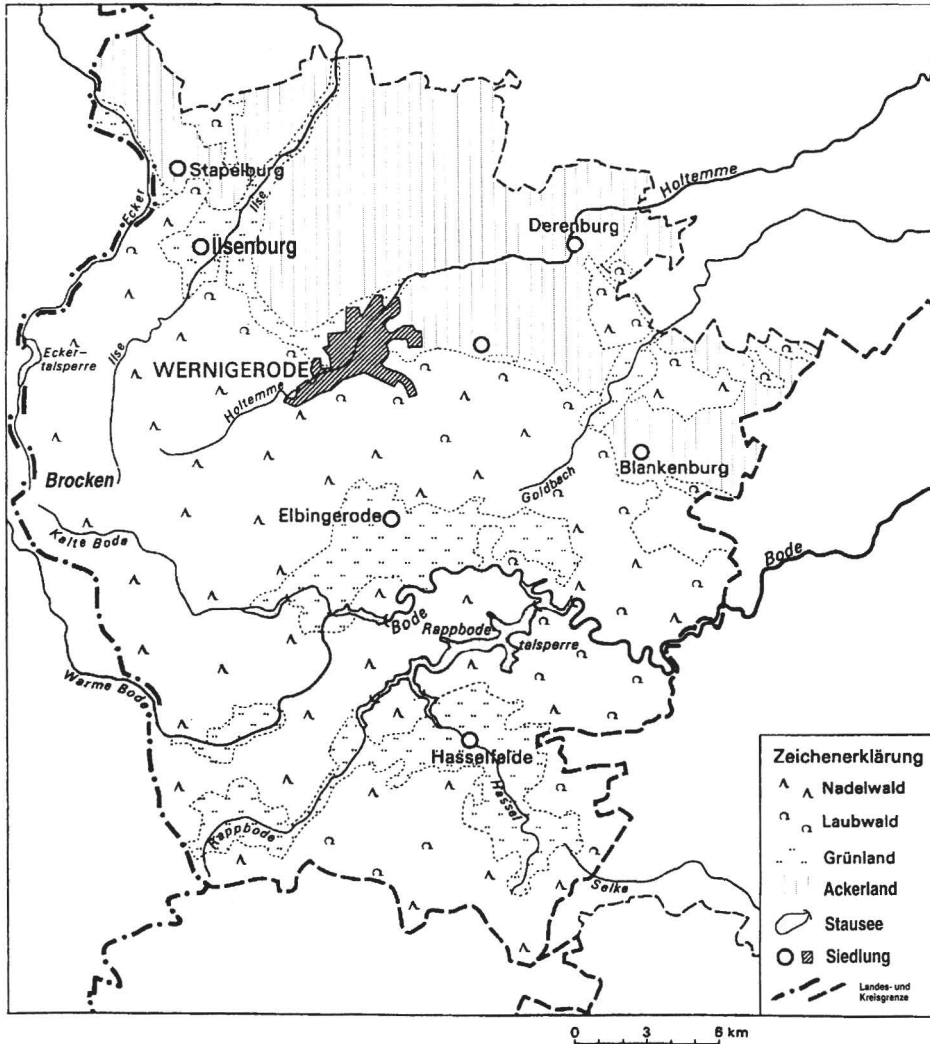 Stapelburg
Ilse
Ecker
Holtemme
Derenburg
Ilsenburg
Ecker-
talsperre
Ilse
WERNIGERODE
Holtemme
Brocken
Blankenburg
Goldbach
Elbingerode
Kalte Bode
Bode
Bode
Rappbode
talsperre
Warme Bode
Hasselfelde
Hassel
Rappbode
Selke
Zeichenerklärung
Nadelwald
Laubwald
Grünland
Ackerland
Stausee
Siedlung
Landes- und
Kreisgrenze
0 3 6 km